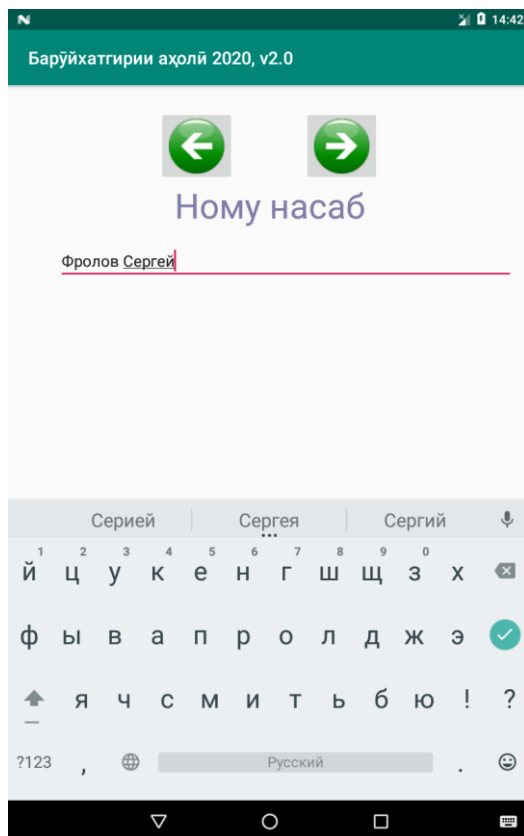 14:42
Барӯйхатгирии аҳолӣ 2020, v2.0
Ному насаб
Фролов Сергей
Серией Сергея Сергий
1 2 3 4 5 6 7 8 9 0
й ц у к е н г ш щ з х
ф ы в а п р о л д ж э
я ч с м и т ь б ю ! ?
?123 , Русский .